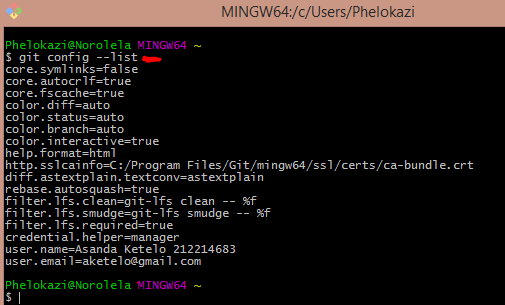 MINGW64:/c/Users/Phelokazi
Phelokazi@Norolela MINGW64 ~
$ git config --list
core.symlinks=false
core.autocrlf=true
core.fscache=true
color.diff=auto
color.status=auto
color.branch=auto
color.interactive=true
help.format=html
http.sslcainfo=C:/Program Files/Git/mingw64/ssl/certs/ca-bundle.crt
diff.astextplain.textconv=astextplain
rebase.autosquash=true
filter.lfs.clean=git-lfs clean -- %f
filter.lfs.smudge=git-lfs smudge -- %f
filter.lfs.required=true
credential.helper=manager
user.name=Asanda Ketelo 212214683
user.email=aketelo@gmail.com
Phelokazi@Norolela MINGW64 ~
$